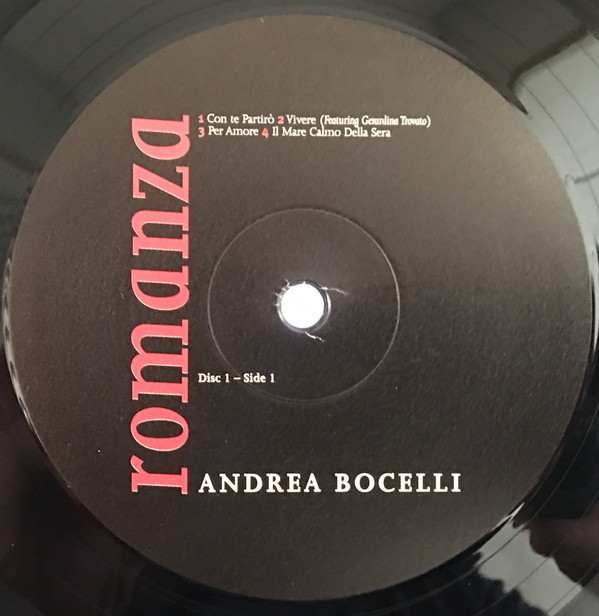 romanza
1 Con te Partirò 2 Vivere (Featuring Gerardina Trovato)
3 Per Amore 4 Il Mare Calmo Della Sera
Disc 1 – Side 1
ANDREA BOCELLI